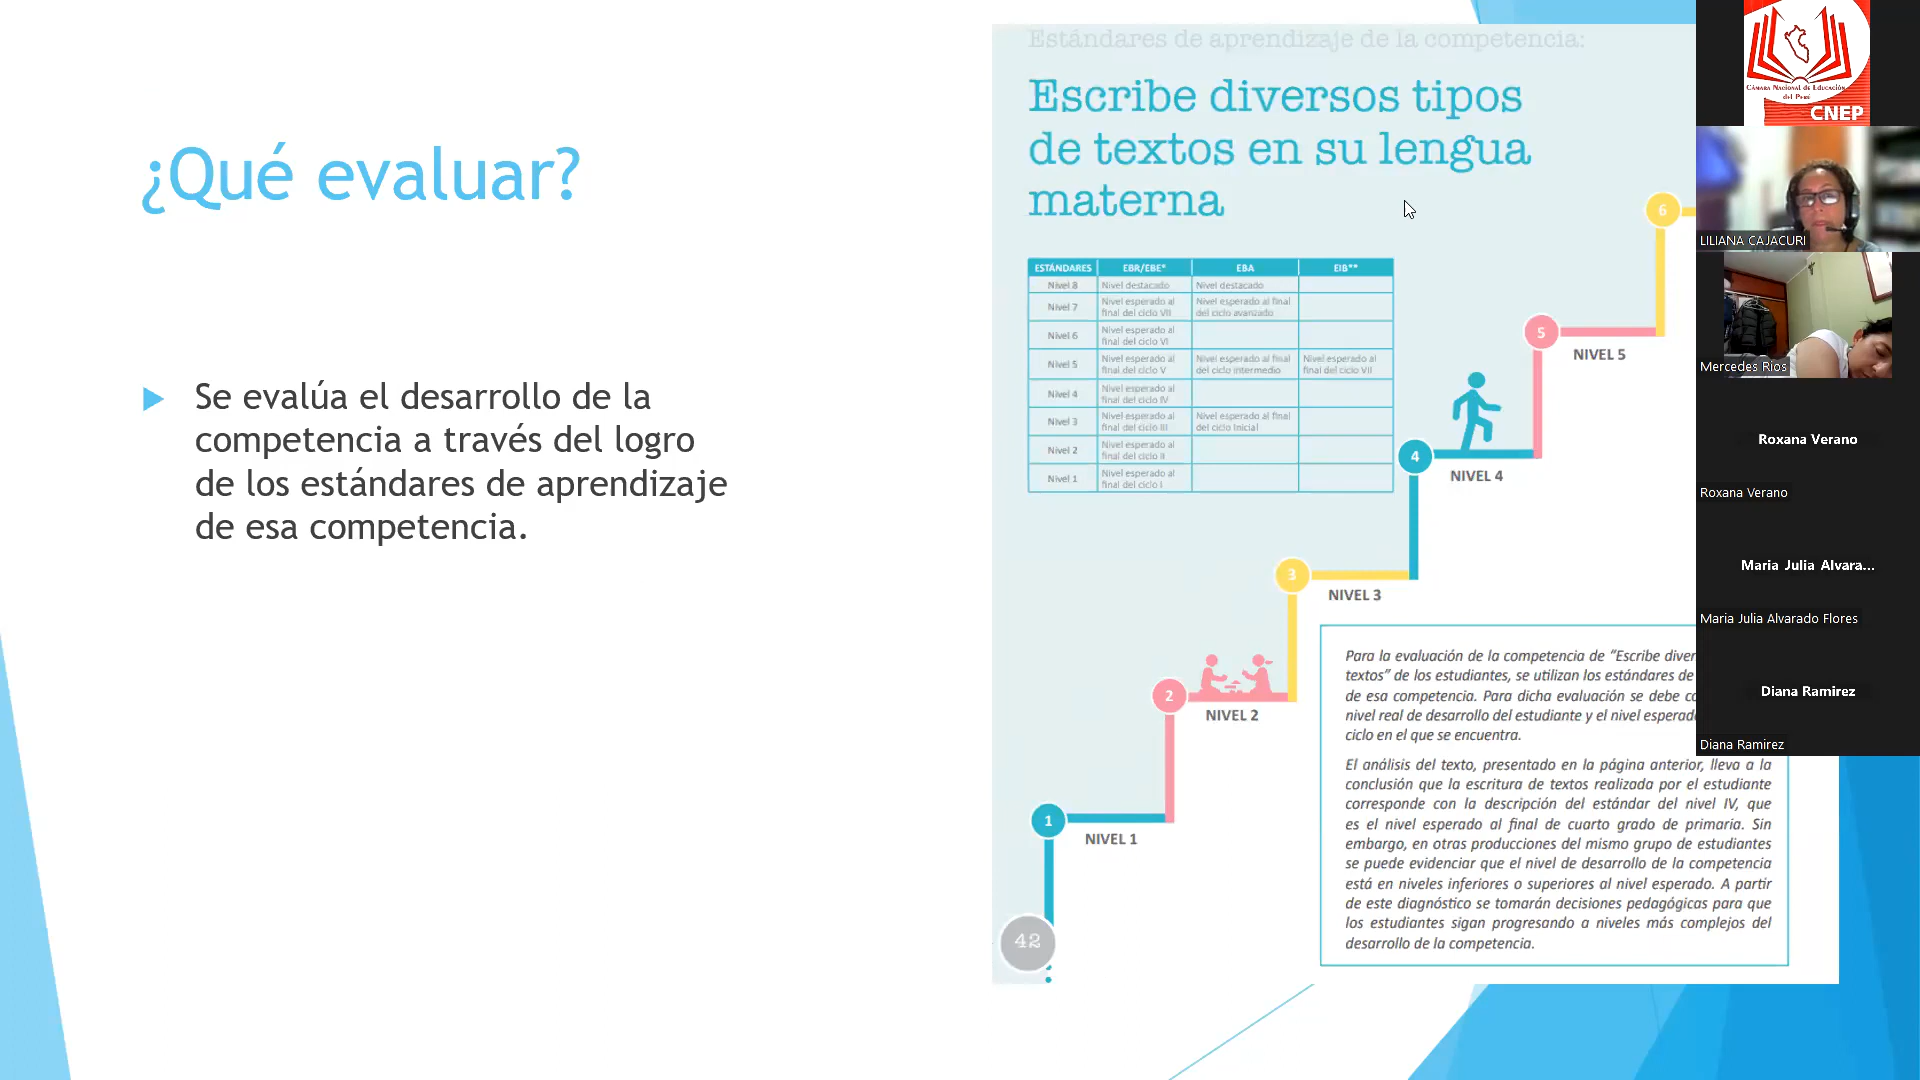 ¿Qué evaluar?
Se evalúa el desarrollo de la
competencia a través del logro
de los estándares de aprendizaje
de esa competencia.
Estándares de aprendizaje de la competencia:
Escribe diversos tipos
de textos en su lengua
materna
ESTÁNDARES EBR/EBE* EBA EIB**
Nivel 8 Nivel destacado Nivel destacado
Nivel 7 Nivel esperado al final del ciclo VII Nivel esperado al final del ciclo avanzado
Nivel 6 Nivel esperado al final del ciclo VI
Nivel 5 Nivel esperado al final del ciclo V Nivel esperado al final del ciclo intermedio Nivel esperado al final del ciclo VII
Nivel 4 Nivel esperado al final del ciclo IV
Nivel 3 Nivel esperado al final del ciclo III Nivel esperado al final del ciclo Inicial
Nivel 2 Nivel esperado al final del ciclo II
Nivel 1 Nivel esperado al final del ciclo I
6
5
NIVEL 5
4
NIVEL 4
3
NIVEL 3
2
NIVEL 2
1
NIVEL 1
42
Para la evaluación de la competencia de "Escribe diver
textos" de los estudiantes, se utilizan los estándares de
de esa competencia. Para dicha evaluación se debe co
nivel real de desarrollo del estudiante y el nivel esperad
ciclo en el que se encuentra.
El análisis del texto, presentado en la página anterior, lleva a la
conclusión que la escritura de textos realizada por el estudiante
corresponde con la descripción del estándar del nivel IV, que
es el nivel esperado al final de cuarto grado de primaria. Sin
embargo, en otras producciones del mismo grupo de estudiantes
se puede evidenciar que el nivel de desarrollo de la competencia
está en niveles inferiores o superiores al nivel esperado. A partir
de este diagnóstico se tomarán decisiones pedagógicas para que
los estudiantes sigan progresando a niveles más complejos del
desarrollo de la competencia.
Cámara Nacional de Educación
del Perú
CNEP
LILIANA CAJACURI
Mercedes Rios
Roxana Verano
Roxana Verano
Maria Julia Alvara...
Maria Julia Alvarado Flores
Diana Ramirez
Diana Ramirez